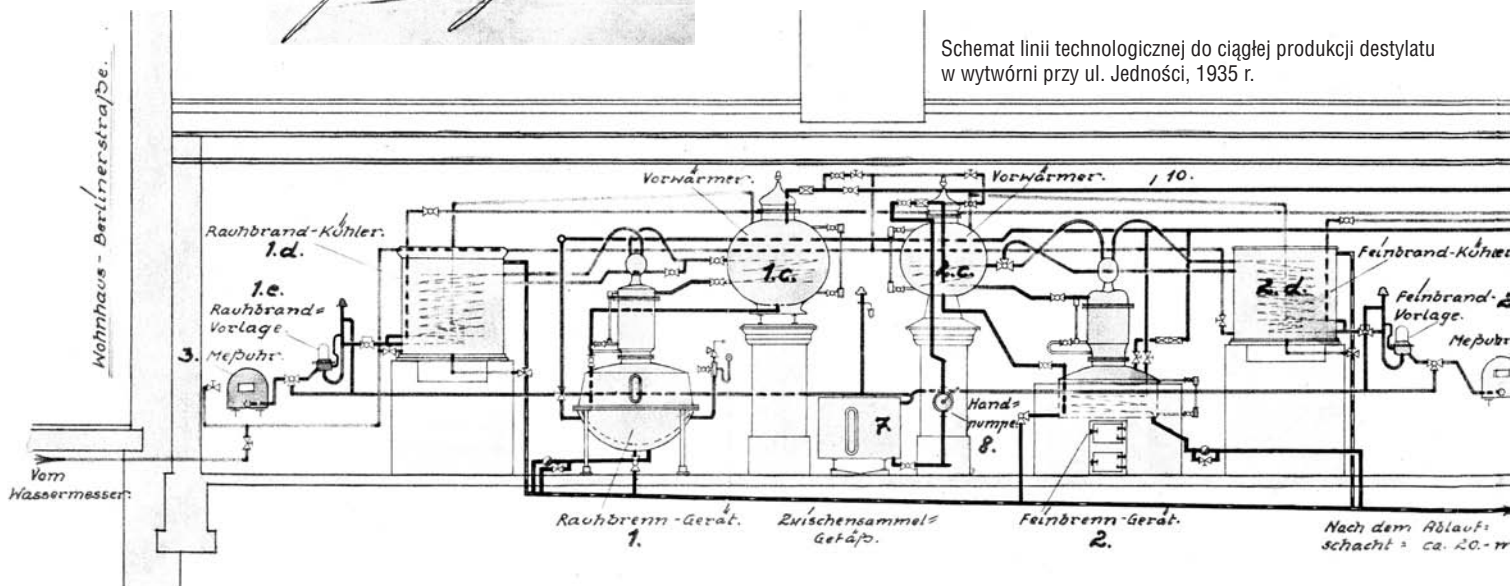 Schemat linii technologicznej do ciągłej produkcji destylatu
w wytwórni przy ul. Jedności, 1935 r.
Wohnhaus - Berlinerstraße.
Vorwärmer.
Vorwärmer.
, 10.
Rauhbrand-Kühler.
1.d.
1.c.
2.c.
2.d.
Feinbrand-Kühler
1.e.
Rauhbrand=
Vorlage
Feinbrand-
Vorlage.
3.
Meßuhr.
Meßuhr
7
Hand=
pumpe.
8.
Vom
Wassermesser.
Rauhbrenn-Gerät.
1.
Zwischensammel=
Gefäß.
Feinbrenn-Gerät.
2.
Nach dem Ablauf=
schacht = ca. 20.- m